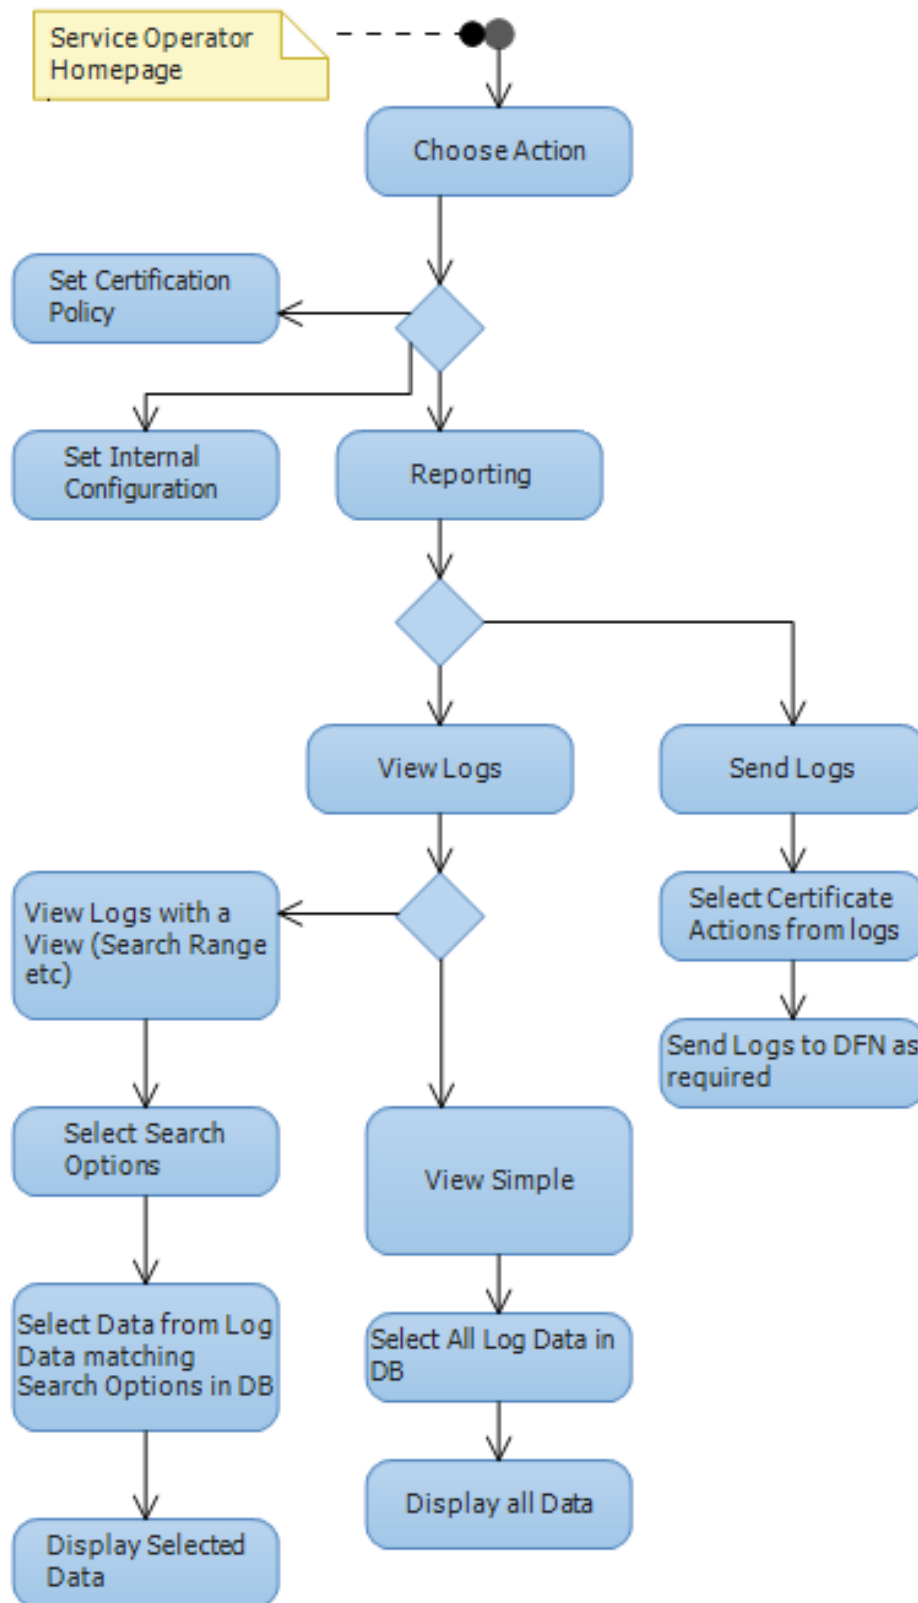 Service Operator
Homepage
Choose Action
Set Certification
Policy
Set Internal
Configuration
Reporting
View Logs
Send Logs
View Logs with a
View (Search Range
etc)
Select Certificate
Actions from logs
Send Logs to DFN as
required
Select Search
Options
View Simple
Select Data from Log
Data matching
Search Options in DB
Select All Log Data in
DB
Display all Data
Display Selected
Data